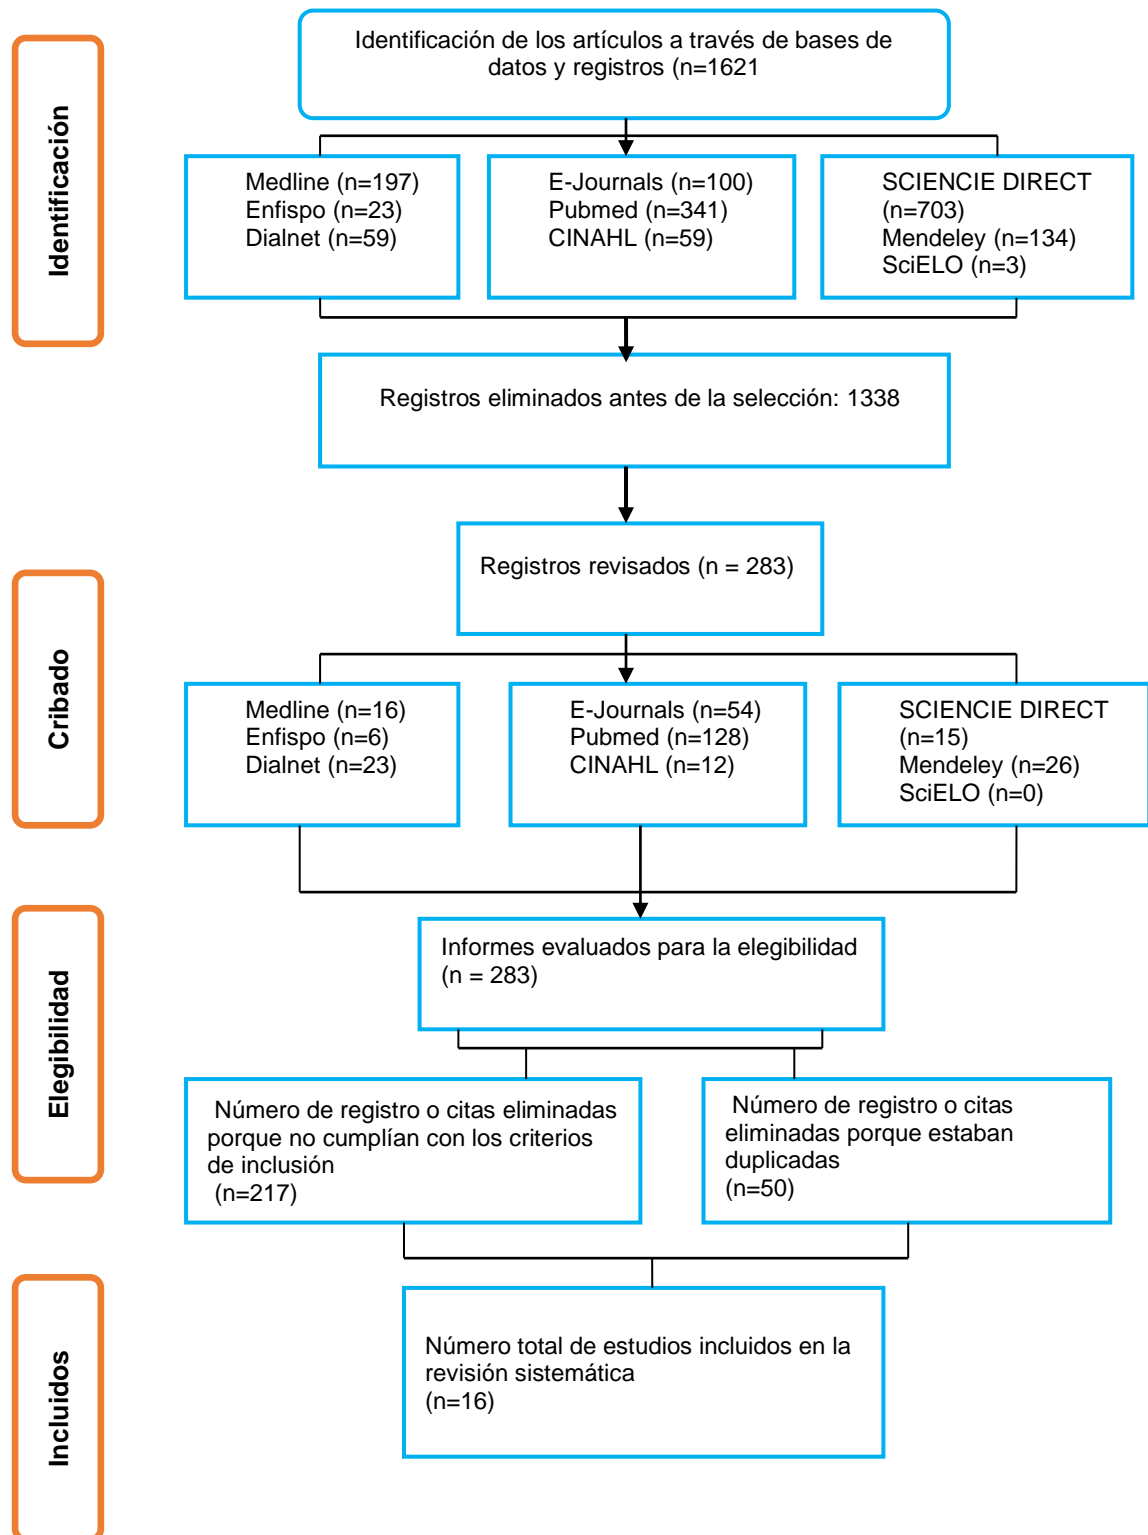 Identificación
Identificación de los artículos a través de bases de
datos y registros (n=1621
Medline (n=197)
Enfispo (n=23)
Dialnet (n=59)
E-Journals (n=100)
Pubmed (n=341)
CINAHL (n=59)
SCIENCIE DIRECT
(n=703)
Mendeley (n=134)
SciELO (n=3)
Registros eliminados antes de la selección: 1338
Cribado
Registros revisados (n = 283)
Medline (n=16)
Enfispo (n=6)
Dialnet (n=23)
E-Journals (n=54)
Pubmed (n=128)
CINAHL (n=12)
SCIENCIE DIRECT
(n=15)
Mendeley (n=26)
SciELO (n=0)
Elegibilidad
Informes evaluados para la elegibilidad
(n = 283)
Número de registro o citas eliminadas
porque no cumplían con los criterios
de inclusión
(n=217)
Número de registro o citas
eliminadas porque estaban
duplicadas
(n=50)
Incluidos
Número total de estudios incluidos en la
revisión sistemática
(n=16)